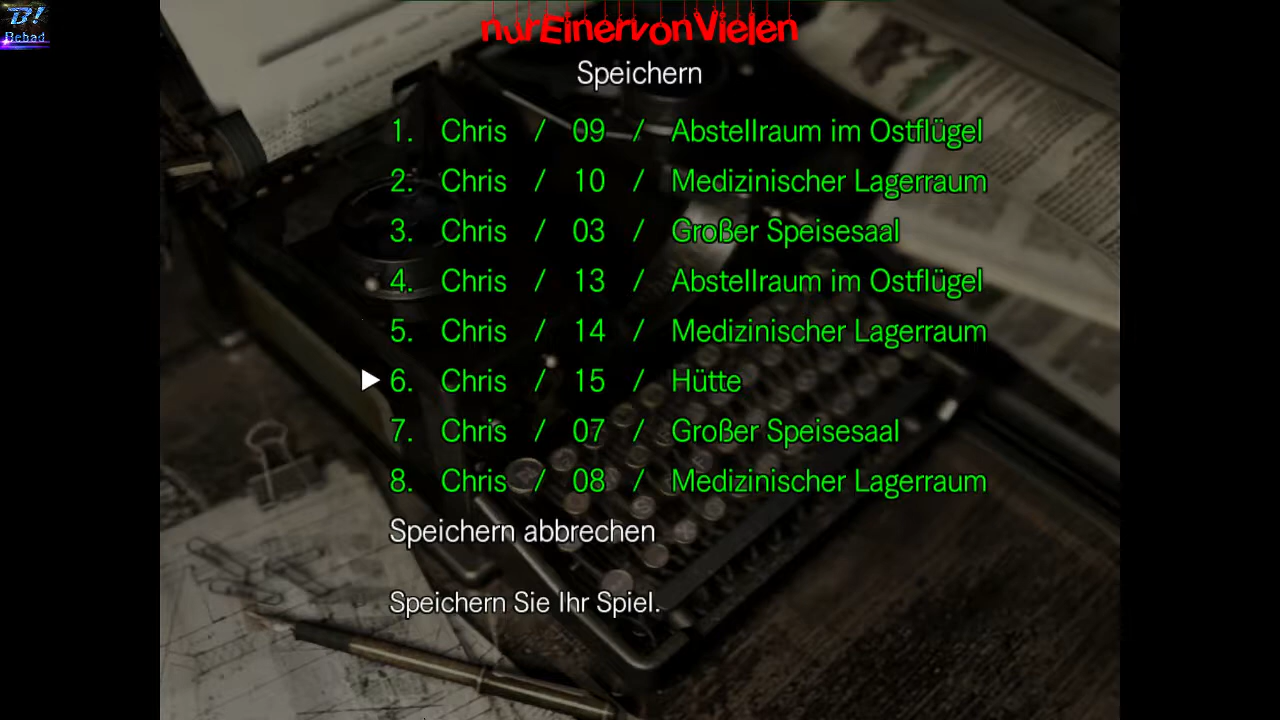 B!
Behad
nurEinervonVielen
Speichern
1. Chris / 09 / Abstellraum im Ostflügel
2. Chris / 10 / Medizinischer Lagerraum
3. Chris / 03 / Großer Speisesaal
4. Chris / 13 / Abstellraum im Ostflügel
5. Chris / 14 / Medizinischer Lagerraum
6. Chris / 15 / Hütte
7. Chris / 07 / Großer Speisesaal
8. Chris / 08 / Medizinischer Lagerraum
Speichern abbrechen
Speichern Sie Ihr Spiel.